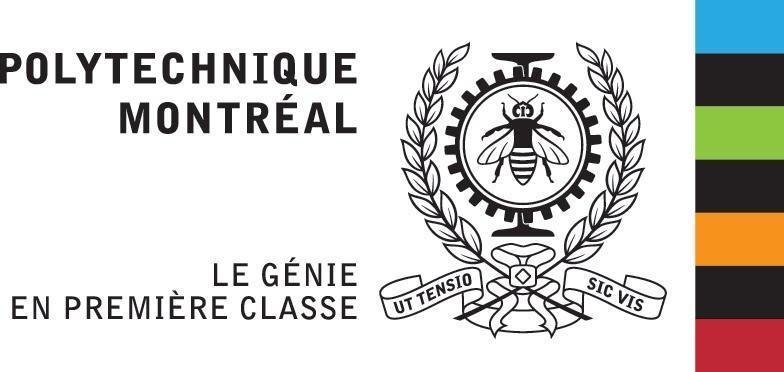 POLYTECHNIQUE
MONTRÉAL
LE GÉNIE
EN PREMIÈRE CLASSE
UT TENSIO
SIC VIS